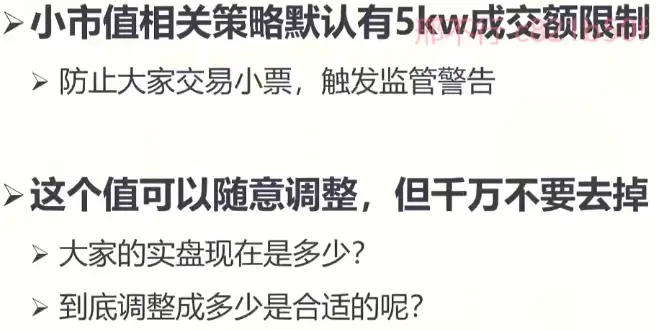 ➢小市值相关策略默认有5kw成交额限制
➢防止大家交易小票，触发监管警告
➢这个值可以随意调整，但千万不要去掉
➢大家的实盘现在是多少？
➢到底调整成多少是合适的呢？